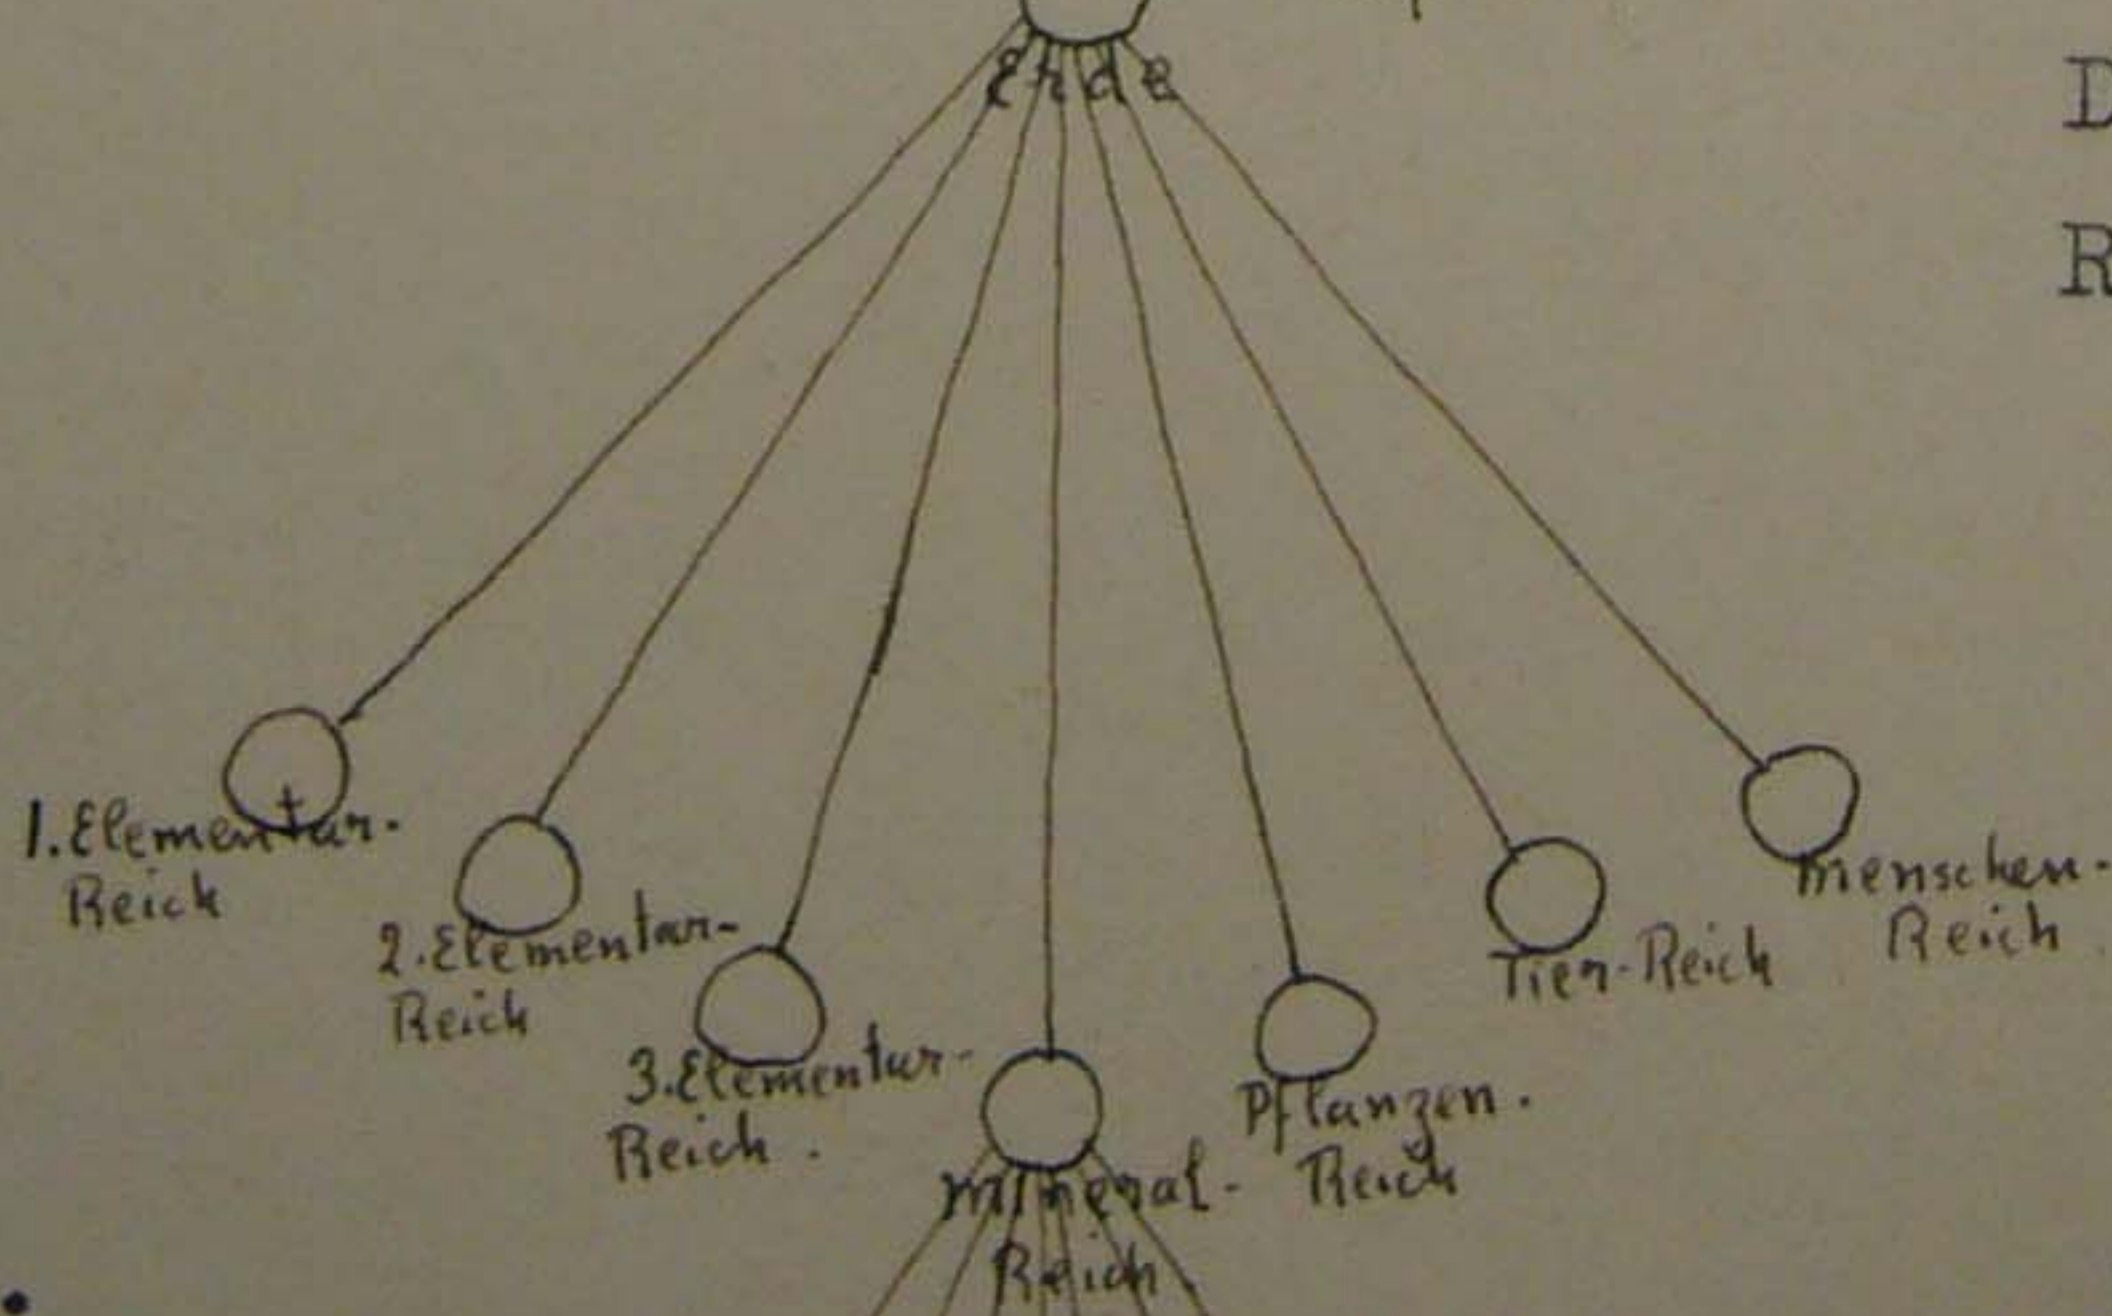 Erde
D
R
1. Elementar-
Reich
2. Elementar-
Reich
3. Elementar-
Reich.
Mineral-
Reich.
Pflanzen-
Reich
Tier-Reich
Menschen-
Reich